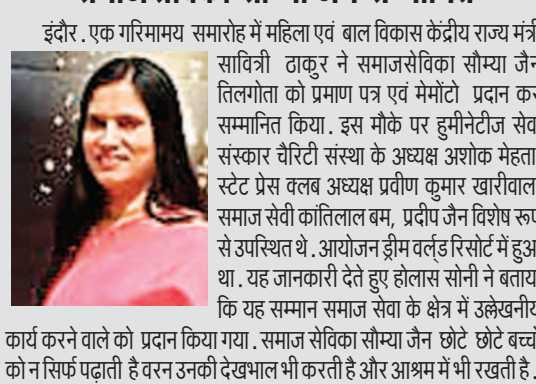 इंदौर . एक गरिमामय समारोह में महिला एवं बाल विकास केंद्रीय राज्य मंत्री
सावित्री ठाकुर ने समाजसेविका सौम्या जैन
तिलगोता को प्रमाण पत्र एवं मेमोंटो प्रदान कर
सम्मानित किया . इस मौके पर हुमीनेटीज सेव
संस्कार चैरिटी संस्था के अध्यक्ष अशोक मेहता
स्टेट प्रेस क्लब अध्यक्ष प्रवीण कुमार खारीवाल
समाज सेवी कांतिलाल बम, प्रदीप जैन विशेष रूप
से उपस्थित थे . आयोजन ड्रीम वर्ल्ड रिसोर्ट में हुअ
था . यह जानकारी देते हुए होलास सोनी ने बताय
कि यह सम्मान समाज सेवा के क्षेत्र में उल्लेखनीय
कार्य करने वाले को प्रदान किया गया . समाज सेविका सौम्या जैन छोटे छोटे बच्चों
को न सिर्फ पढ़ाती है वरन उनकी देखभाल भी करती है और आश्रम में भी रखती है .